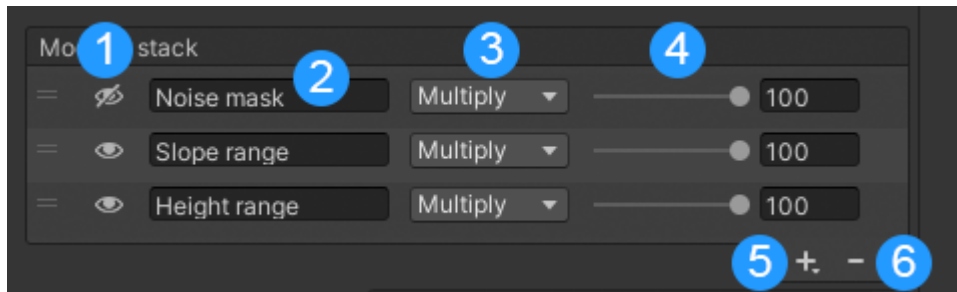 Mo 1 stack 3 4
Noise mask 2 Multiply 100
Slope range Multiply 100
Height range Multiply 100
5 + - 6